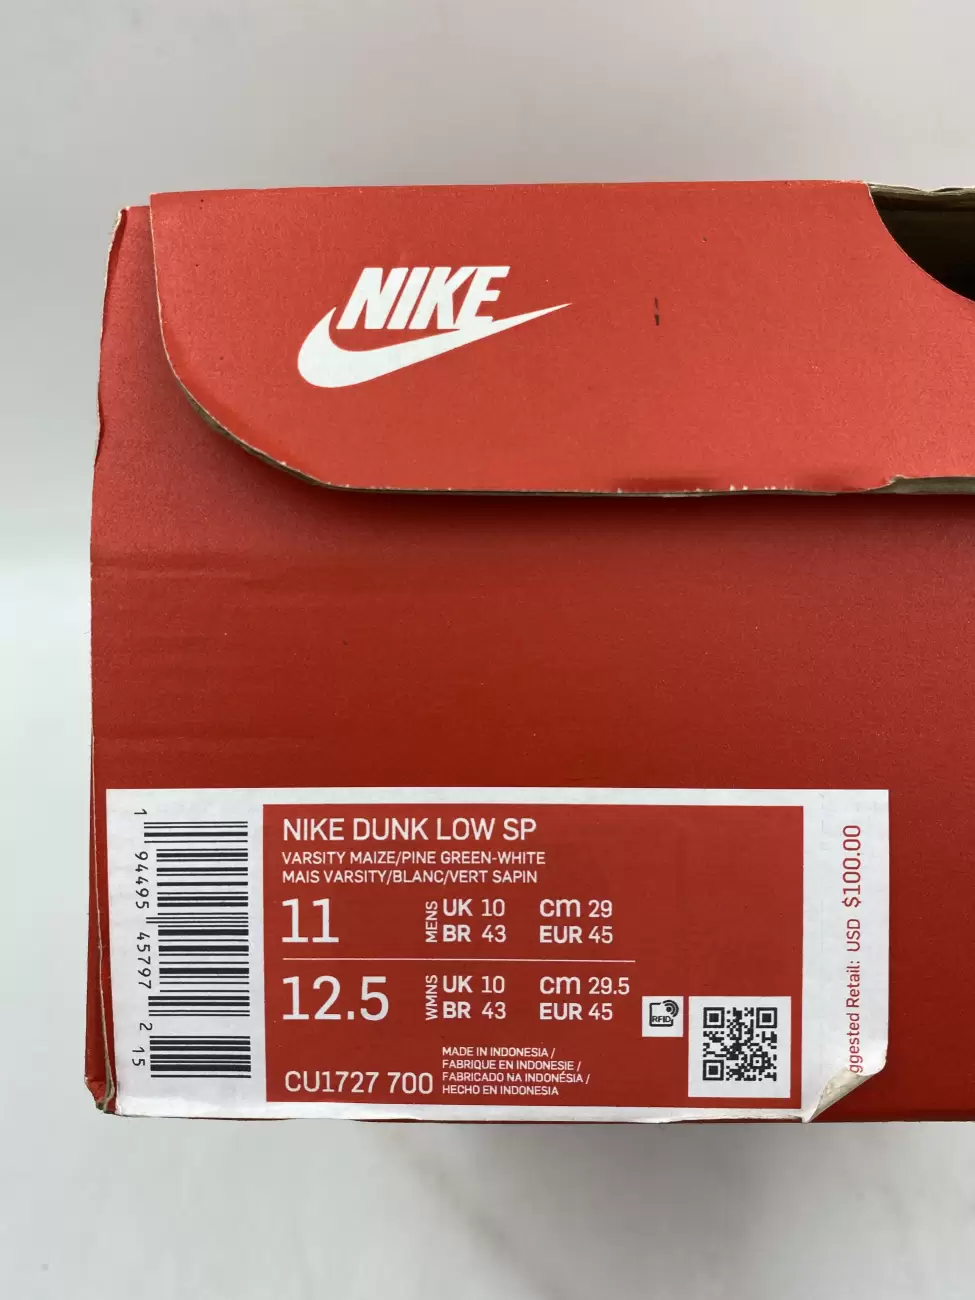 NIKE
NIKE DUNK LOW SP
VARSITY MAIZE/PINE GREEN-WHITE
MAIS VARSITY/BLANC/VERT SAPIN
11 MENS UK 10 cm 29
BR 43 EUR 45
12.5 WMNS UK 10 cm 29.5
BR 43 EUR 45
RFID
CU1727 700
MADE IN INDONESIA /
FABRIQUE EN INDONESIE /
FABRICADO NA INDONÉSIA /
HECHO EN INDONESIA
1 94495 45797 2 15
ggested Retail: USD $100.00